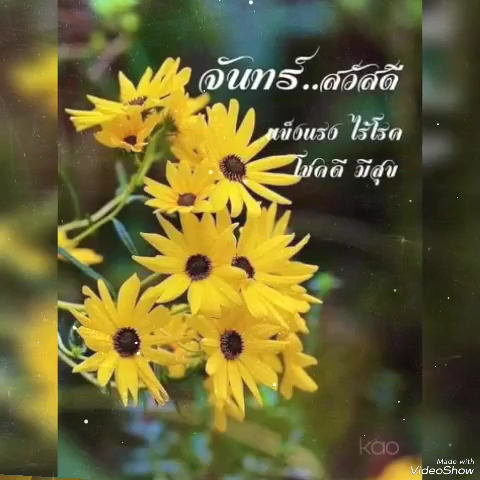 จันทร์..สวัสดี
แข็งแรง ไร้โรค
โชคดี มีสุข
kao
Made with
VideoShow